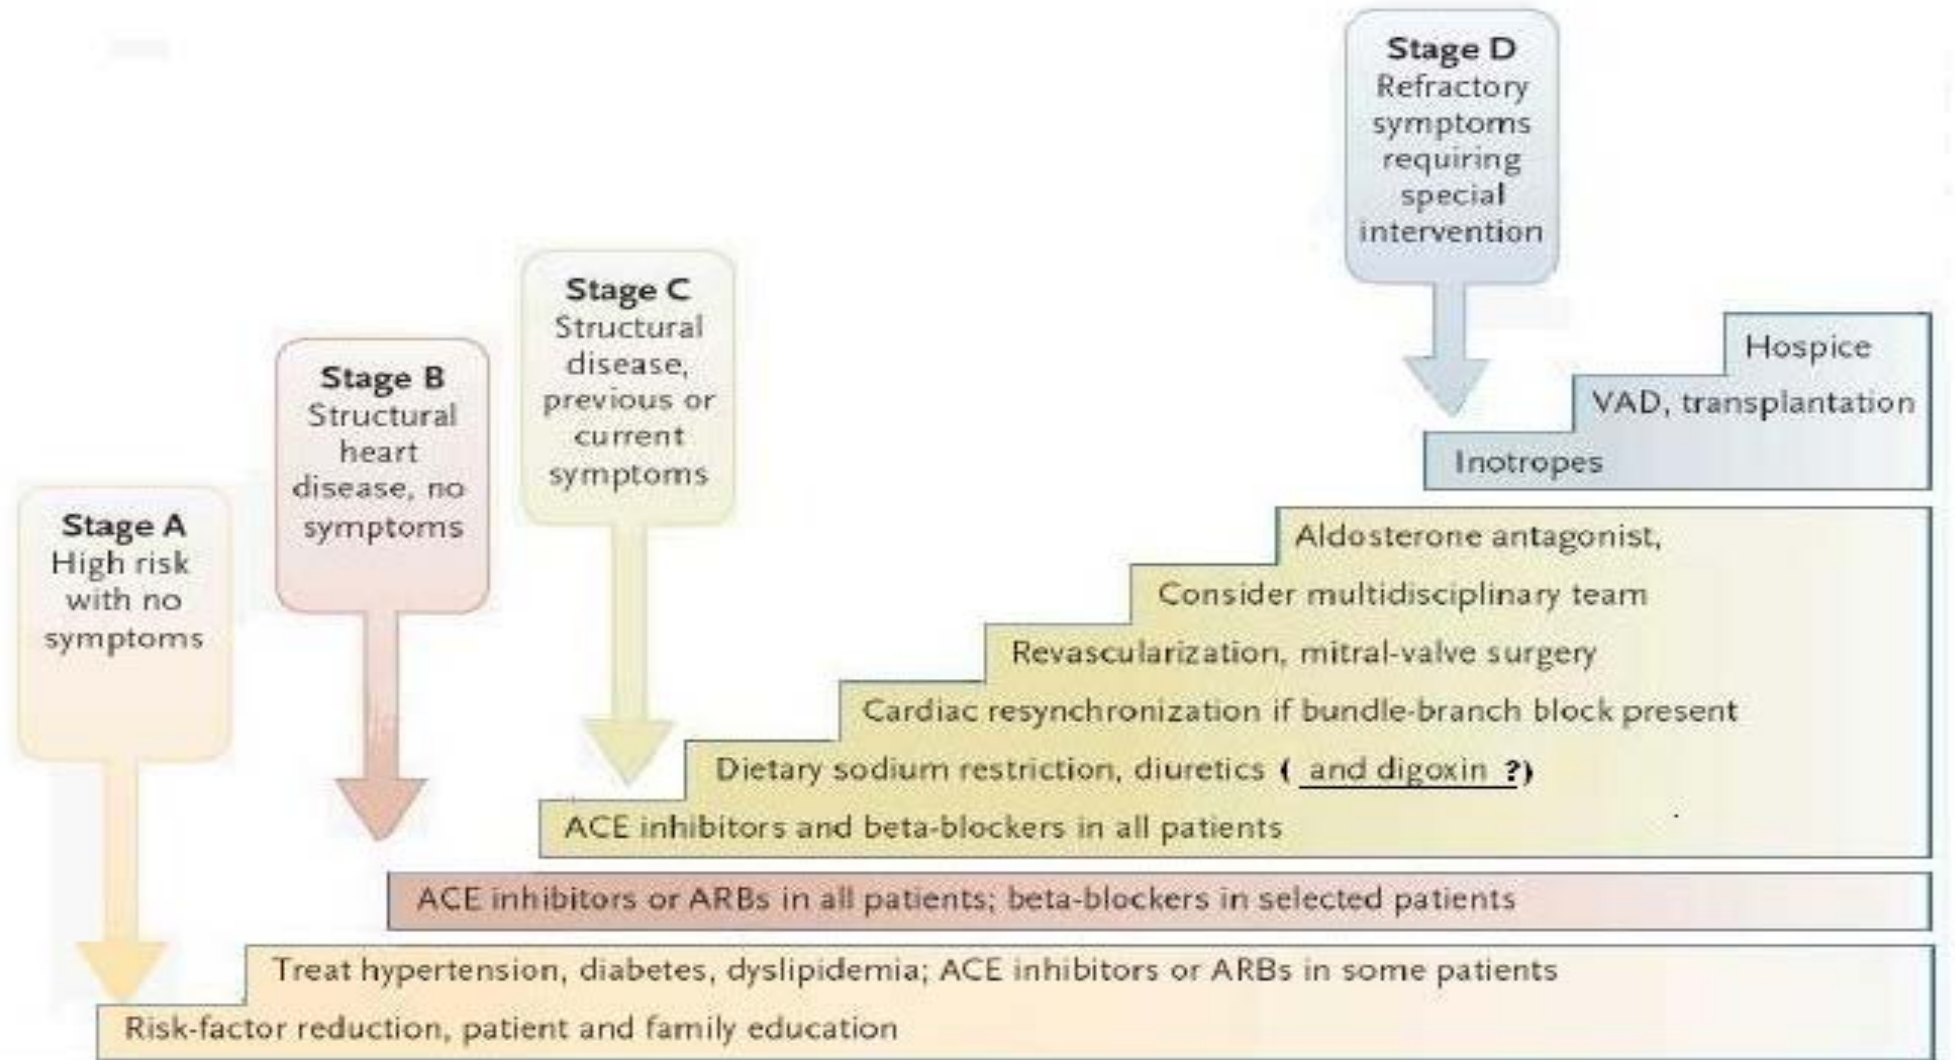 Stage D
Refractory
symptoms
requiring
special
intervention
Stage C
Structural
disease,
previous or
current
symptoms
Stage B
Structural
heart
disease, no
symptoms
Stage A
High risk
with no
symptoms
Hospice
VAD, transplantation
Inotropes
Aldosterone antagonist,
Consider multidisciplinary team
Revascularization, mitral-valve surgery
Cardiac resynchronization if bundle-branch block present
Dietary sodium restriction, diuretics ( and digoxin ?)
ACE inhibitors and beta-blockers in all patients
ACE inhibitors or ARBs in all patients; beta-blockers in selected patients
Treat hypertension, diabetes, dyslipidemia; ACE inhibitors or ARBs in some patients
Risk-factor reduction, patient and family education